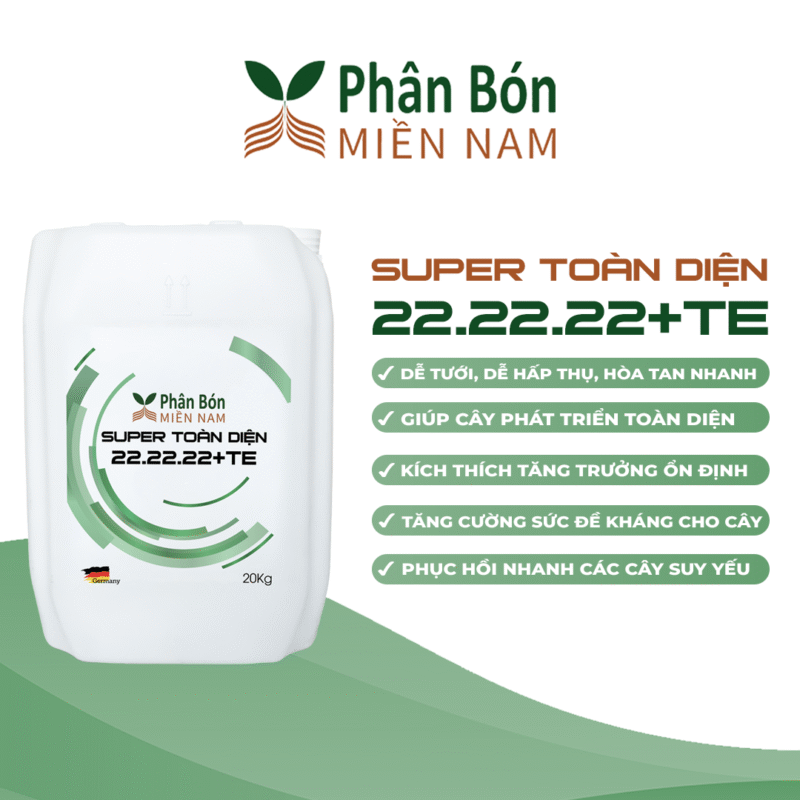 Phân Bón
MIỀN NAM
SUPER TOÀN DIỆN
22.22.22+TE
DỄ TƯỚI, DỄ HẤP THỤ, HÒA TAN NHANH
GIÚP CÂY PHÁT TRIỂN TOÀN DIỆN
KÍCH THÍCH TĂNG TRƯỞNG ỔN ĐỊNH
TĂNG CƯỜNG SỨC ĐỀ KHÁNG CHO CÂY
PHỤC HỒI NHANH CÁC CÂY SUY YẾU
Phân Bón
MIỀN NAM
SUPER TOÀN DIỆN
22.22.22+TE
Germany
20Kg